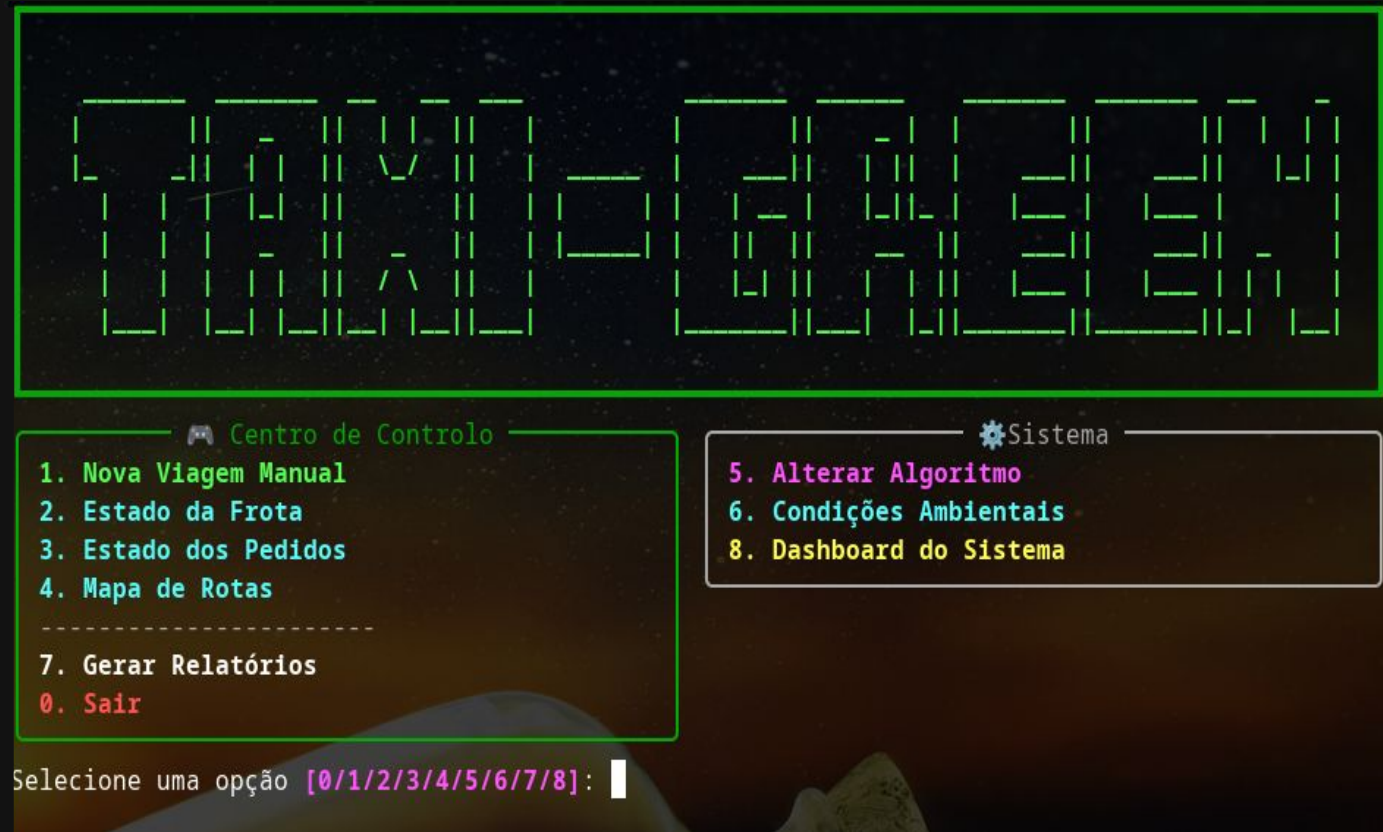 TAXI-GREEN
🎮 Centro de Controlo
1. Nova Viagem Manual
2. Estado da Frota
3. Estado dos Pedidos
4. Mapa de Rotas
-----------------------
7. Gerar Relatórios
0. Sair
⚙️Sistema
5. Alterar Algoritmo
6. Condições Ambientais
8. Dashboard do Sistema
Selecione uma opção [0/1/2/3/4/5/6/7/8]: